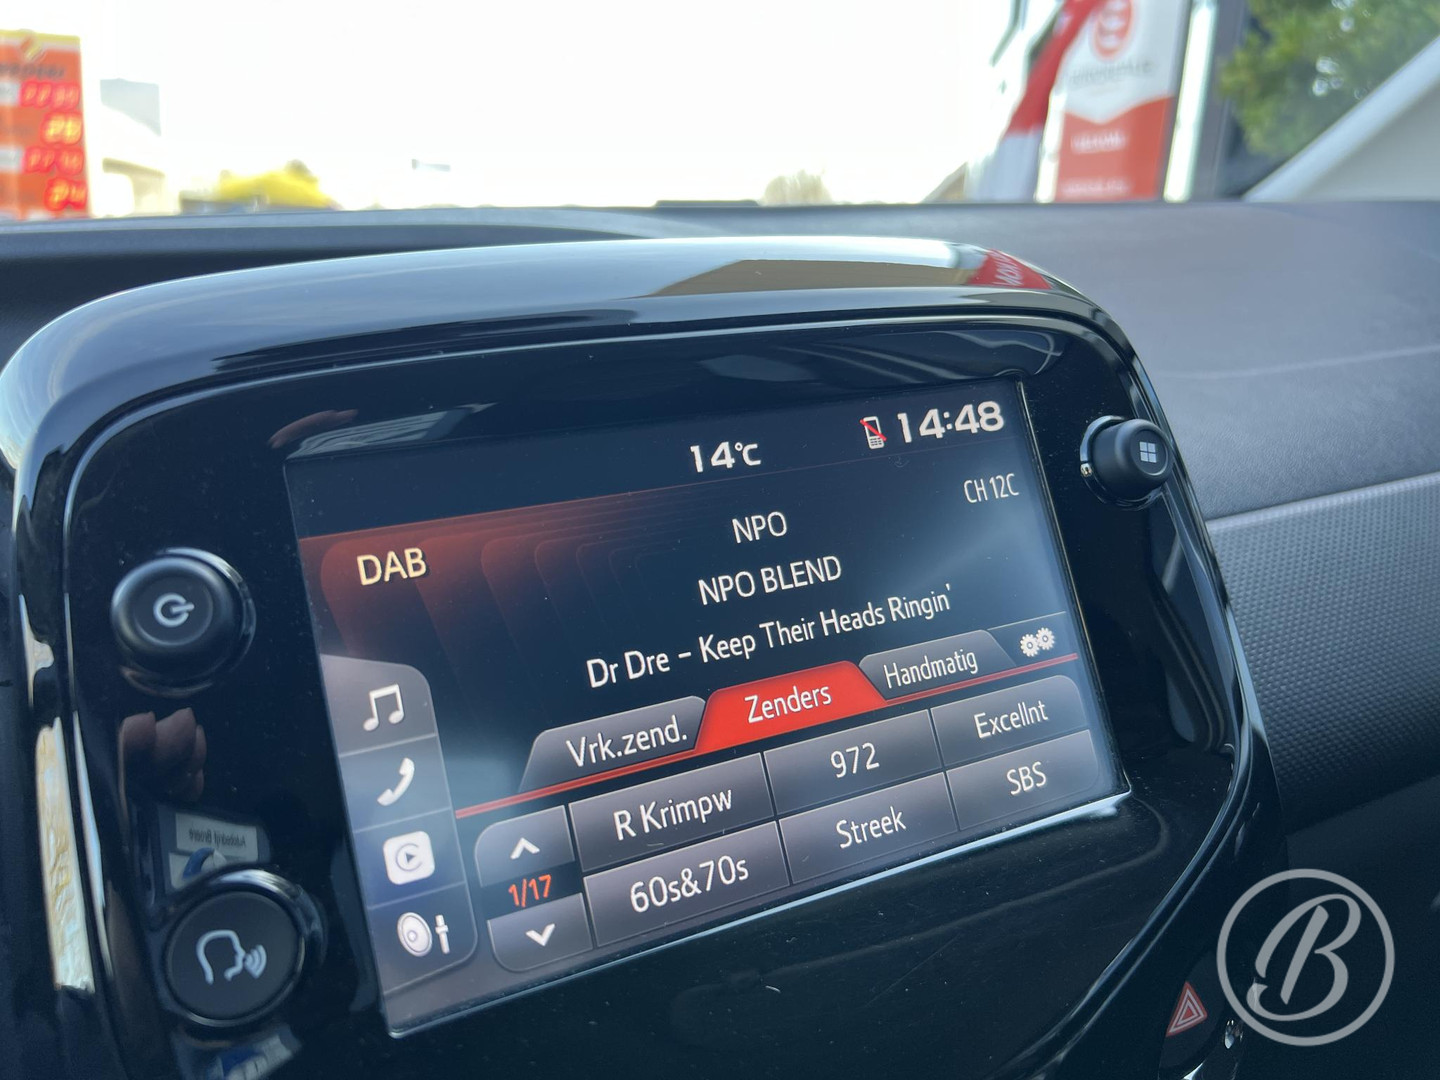 14°C
14:48
CH 12C
DAB
NPO
NPO BLEND
Dr Dre - Keep Their Heads Ringin'
Vrk.zend.
Zenders
Handmatig
R Krimpw
972
Excellnt
1/17
60s&70s
Streek
SBS
B